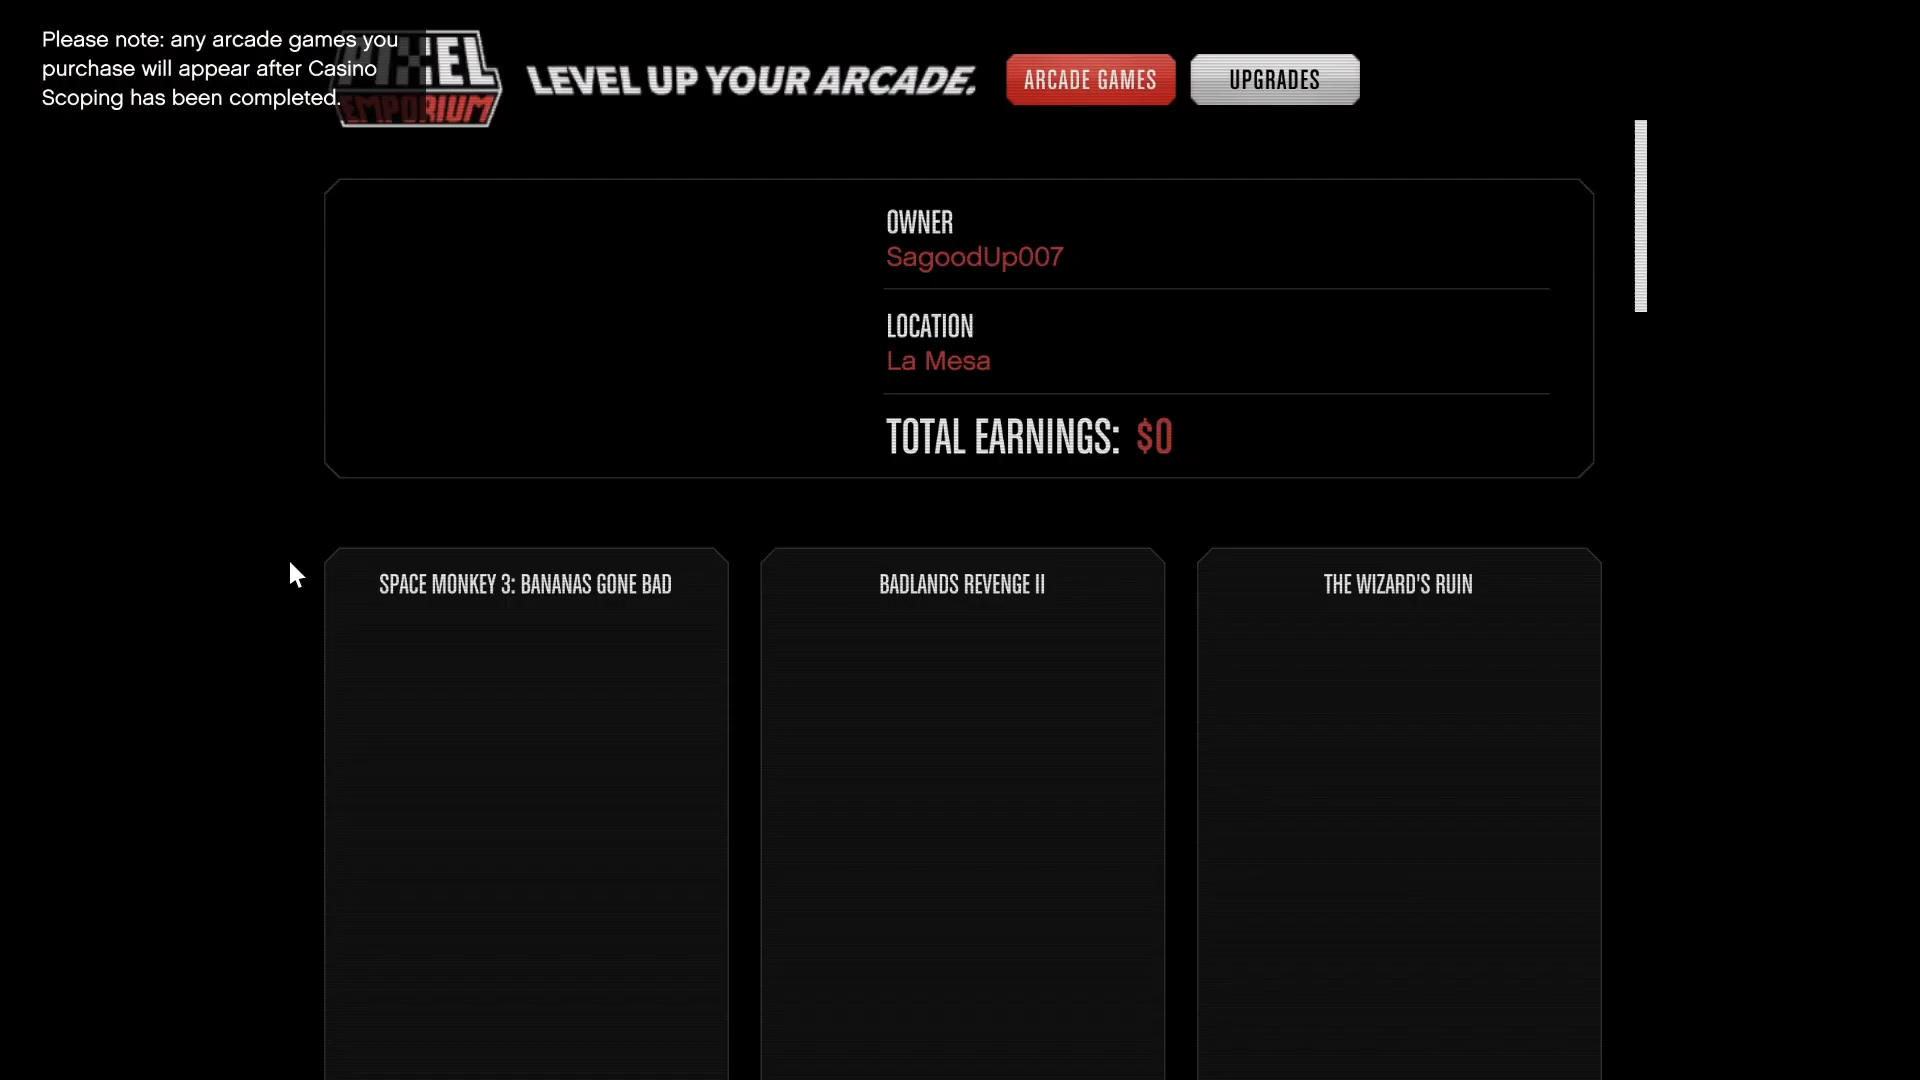 Please note: any arcade games you
purchase will appear after Casino
Scoping has been completed.
PIXEL
EMPORIUM
LEVEL UP YOUR ARCADE.
ARCADE GAMES
UPGRADES
OWNER
SagoodUp007
LOCATION
La Mesa
TOTAL EARNINGS: $0
SPACE MONKEY 3: BANANAS GONE BAD
BADLANDS REVENGE II
THE WIZARD'S RUIN